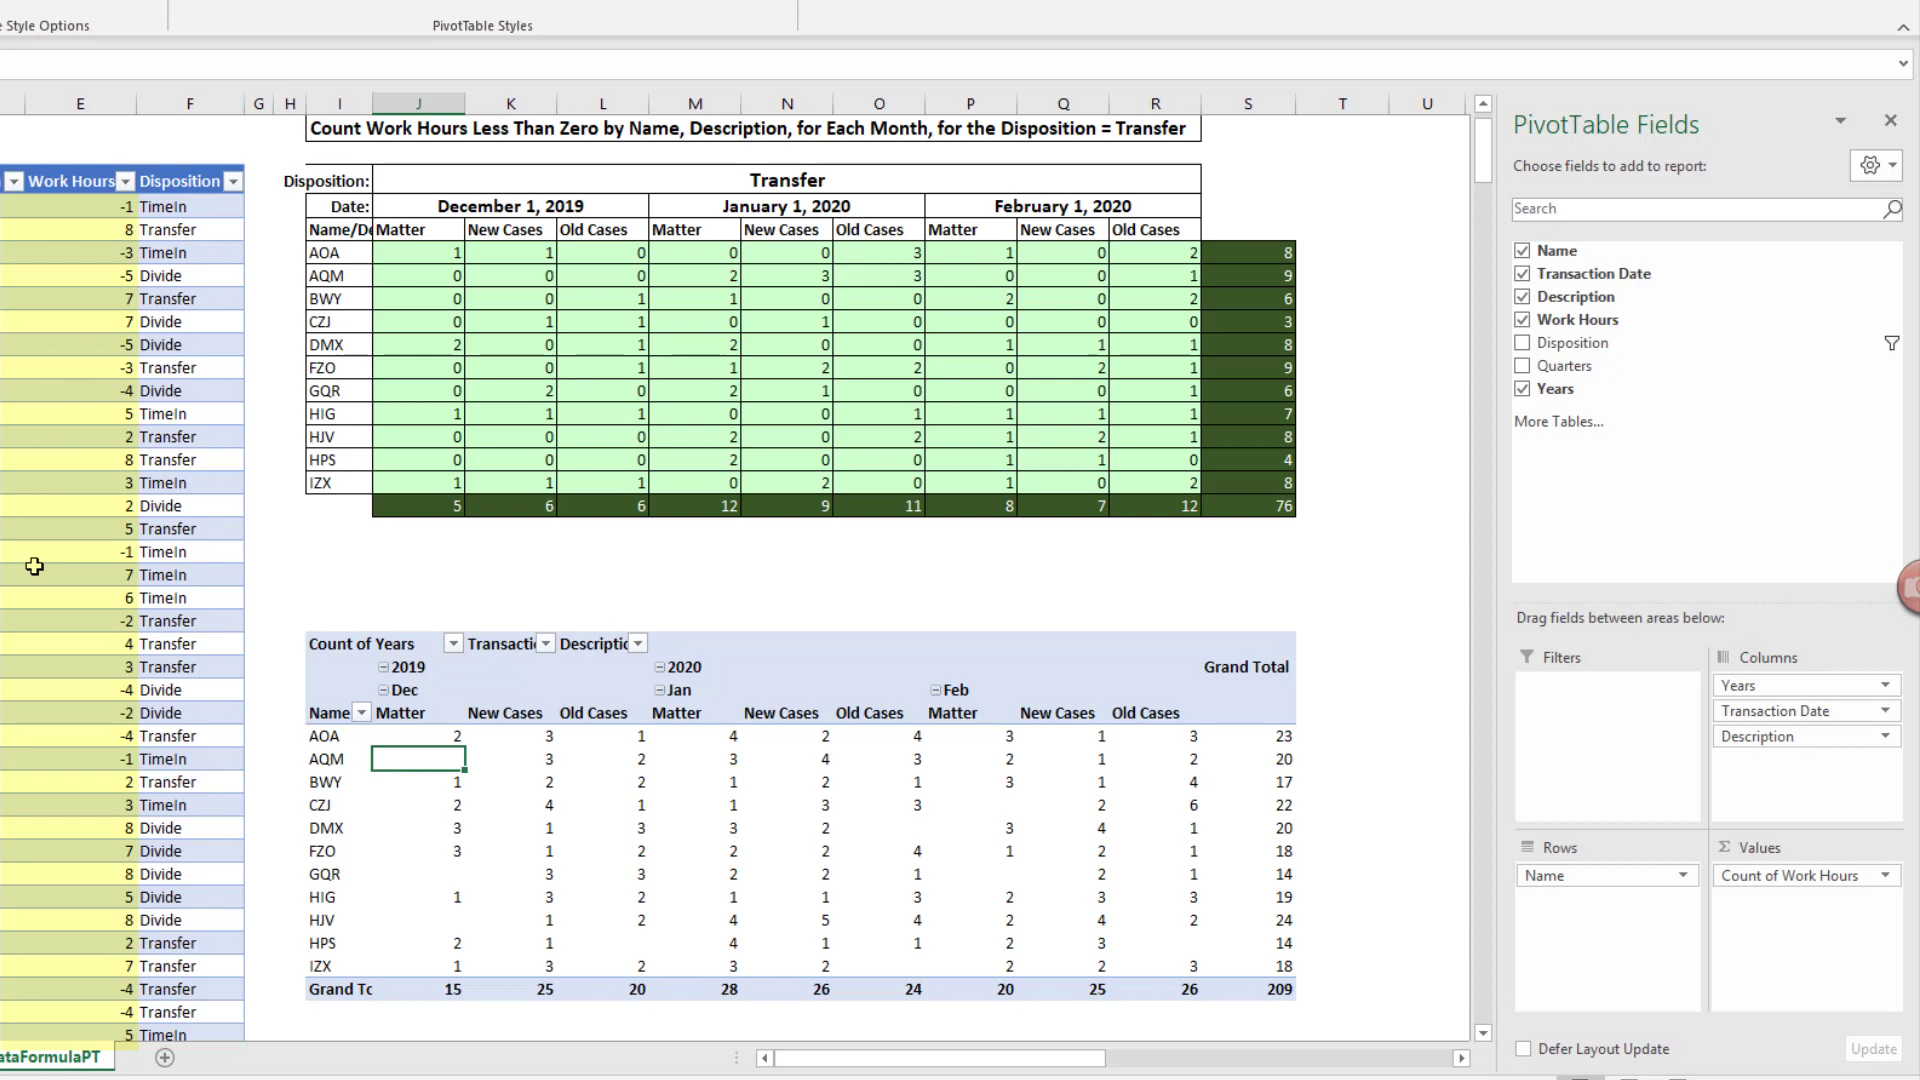 e Style Options PivotTable Styles
E F G H I J K L M N O P Q R S T U
Count Work Hours Less Than Zero by Name, Description, for Each Month, for the Disposition = Transfer
Work Hours Disposition Disposition: Transfer
-1 TimeIn Date: December 1, 2019 January 1, 2020 February 1, 2020
8 Transfer Name/De Matter New Cases Old Cases Matter New Cases Old Cases Matter New Cases Old Cases
-3 TimeIn AOA 1 1 0 0 0 3 1 0 2 8
-5 Divide AQM 0 0 0 2 3 3 0 0 1 9
7 Transfer BWY 0 0 1 1 0 0 2 0 2 6
7 Divide CZJ 0 1 1 0 1 0 0 0 0 3
-5 Divide DMX 2 0 1 2 0 0 1 1 1 8
-3 Transfer FZO 0 0 1 1 2 2 0 2 1 9
-4 Divide GQR 0 2 0 2 1 0 0 0 1 6
5 TimeIn HIG 1 1 1 0 0 1 1 1 1 7
2 Transfer HJV 0 0 0 2 0 2 1 2 1 8
8 Transfer HPS 0 0 0 2 0 0 1 1 0 4
3 TimeIn IZX 1 1 1 0 2 0 1 0 2 8
2 Divide 5 6 6 12 9 11 8 7 12 76
5 Transfer
-1 TimeIn
7 TimeIn
6 TimeIn
-2 Transfer
4 Transfer Count of Years Transacti Descriptic
3 Transfer 2019 2020 Grand Total
-4 Divide Dec Jan Feb
-2 Divide Name Matter New Cases Old Cases Matter New Cases Old Cases Matter New Cases Old Cases
-4 Transfer AOA 2 3 1 4 2 4 3 1 3 23
-1 TimeIn AQM 3 2 3 4 3 2 1 2 20
2 Transfer BWY 1 2 2 1 2 1 3 1 4 17
3 TimeIn CZJ 2 4 1 1 3 3 2 6 22
8 Divide DMX 3 1 3 3 2 3 4 1 20
7 Divide FZO 3 1 2 2 2 4 1 2 1 18
8 Divide GQR 3 3 2 2 1 2 1 14
5 Divide HIG 1 3 2 1 1 3 2 3 3 19
8 Divide HJV 1 2 4 5 4 2 4 2 24
2 Transfer HPS 2 1 4 1 1 2 3 14
7 Transfer IZX 1 3 2 3 2 2 2 3 18
-4 Transfer Grand Tc 15 25 20 28 26 24 20 25 26 209
-4 Transfer
5 TimeIn
ataFormulaPT
PivotTable Fields
Choose fields to add to report:
Search
Name
Transaction Date
Description
Work Hours
Disposition
Quarters
Years
More Tables...
Drag fields between areas below:
Filters Columns
Years
Transaction Date
Description
Rows Σ Values
Name Count of Work Hours
Defer Layout Update Update